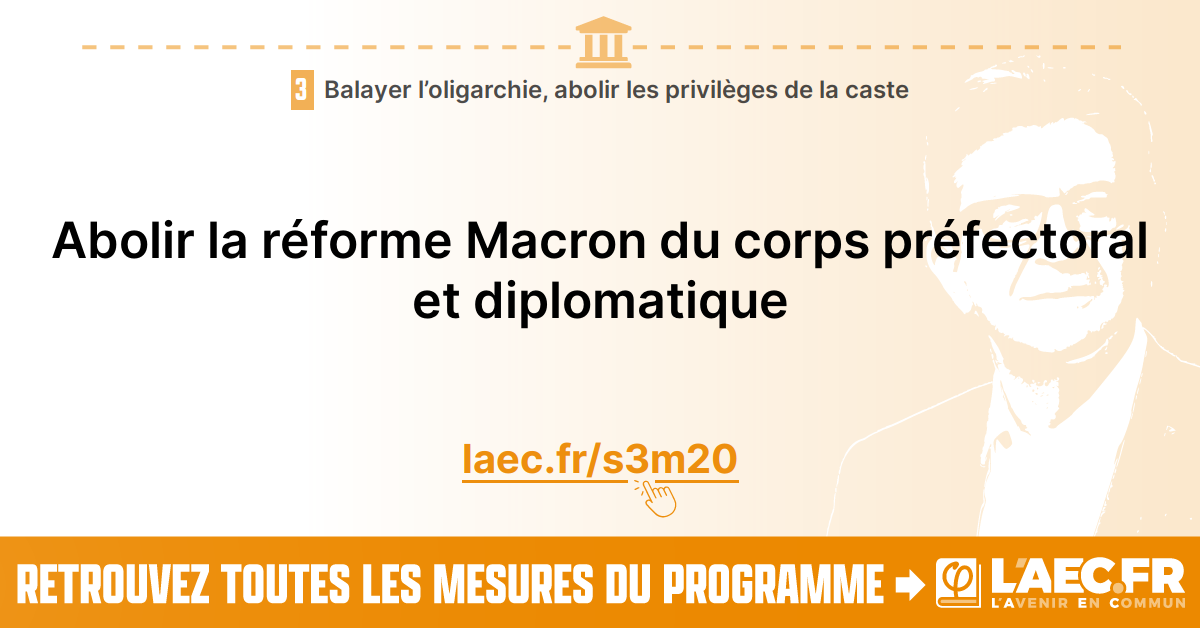 3 Balayer l’oligarchie, abolir les privilèges de la caste
Abolir la réforme Macron du corps préfectoral
et diplomatique
laec.fr/s3m20
RETROUVEZ TOUTES LES MESURES DU PROGRAMME
φ L'AEC.FR
L'AVENIR EN COMMUN